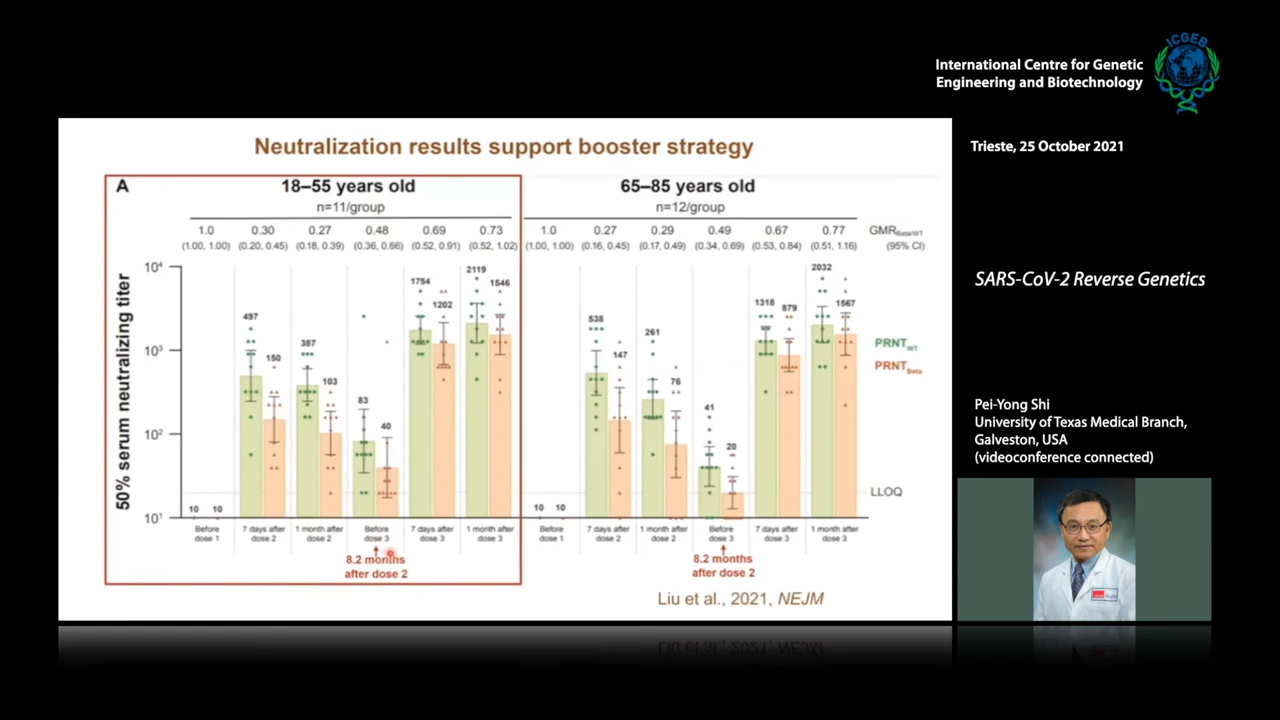 ICGEB
International Centre for Genetic
Engineering and Biotechnology
Trieste, 25 October 2021
SARS-CoV-2 Reverse Genetics
Pei-Yong Shi
University of Texas Medical Branch,
Galveston, USA
(videoconference connected)
Neutralization results support booster strategy
A
18–55 years old
n=11/group
1.0 0.30 0.27 0.48 0.69 0.73
(1.00, 1.00) (0.20, 0.45) (0.18, 0.39) (0.36, 0.66) (0.52, 0.91) (0.52, 1.02)
65–85 years old
n=12/group
1.0 0.27 0.29 0.49 0.67 0.77
(1.00, 1.00) (0.16, 0.45) (0.17, 0.49) (0.34, 0.69) (0.53, 0.84) (0.51, 1.16)
GMR Beta/WT
(95% CI)
50% serum neutralizing titer
10⁴
10³
10²
10¹
10 10 497 150 387 103 83 40 1754 1202 2119 1546
10 10 538 147 261 76 41 20 1318 879 2032 1567
PRNT WT
PRNT Beta
LLOQ
Before
dose 1
7 days after
dose 2
1 month after
dose 2
Before
dose 3
7 days after
dose 3
1 month after
dose 3
8.2 months
after dose 2
Before
dose 1
7 days after
dose 2
1 month after
dose 2
Before
dose 3
7 days after
dose 3
1 month after
dose 3
8.2 months
after dose 2
Liu et al., 2021, NEJM